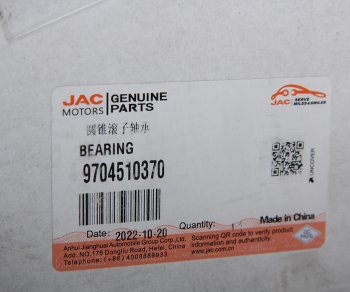 JAC MOTORS GENUINE PARTS
JAC SERVE MILES & SMILES
圆锥滚子轴承
BEARING
9704510370
UNCOVER
Date: 2022-10-20 Quantity:
Made in China
Anhui Jianghuai Automobile Group Corp., Ltd.
Add: NO.176 Dongliu Road, Hefei, China
Telephone: (+86) 4008889933
Scanning QR code to verify product
information and authenticity.
www.jac.com.cn